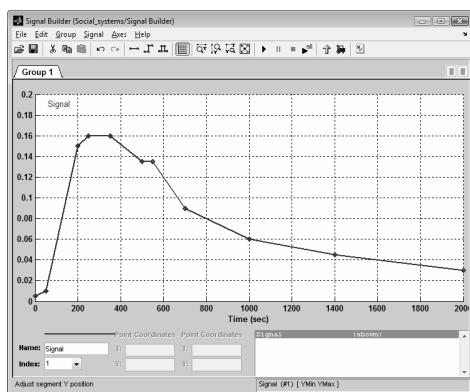 Signal Builder (Social_systems/Signal Builder)
File Edit Group Signal Axes Help
Group 1
Signal
0.2
0.18
0.16
0.14
0.12
0.1
0.08
0.06
0.04
0.02
0
0 200 400 600 800 1000 1200 1400 1600 1800 2000
Time (sec)
Point Coordinates Point Coordinates
Name: Signal T: T:
Index: 1 Y: Y:
Signal (shown)
Adjust segment Y position
Signal (#1) [ YMin YMax ]